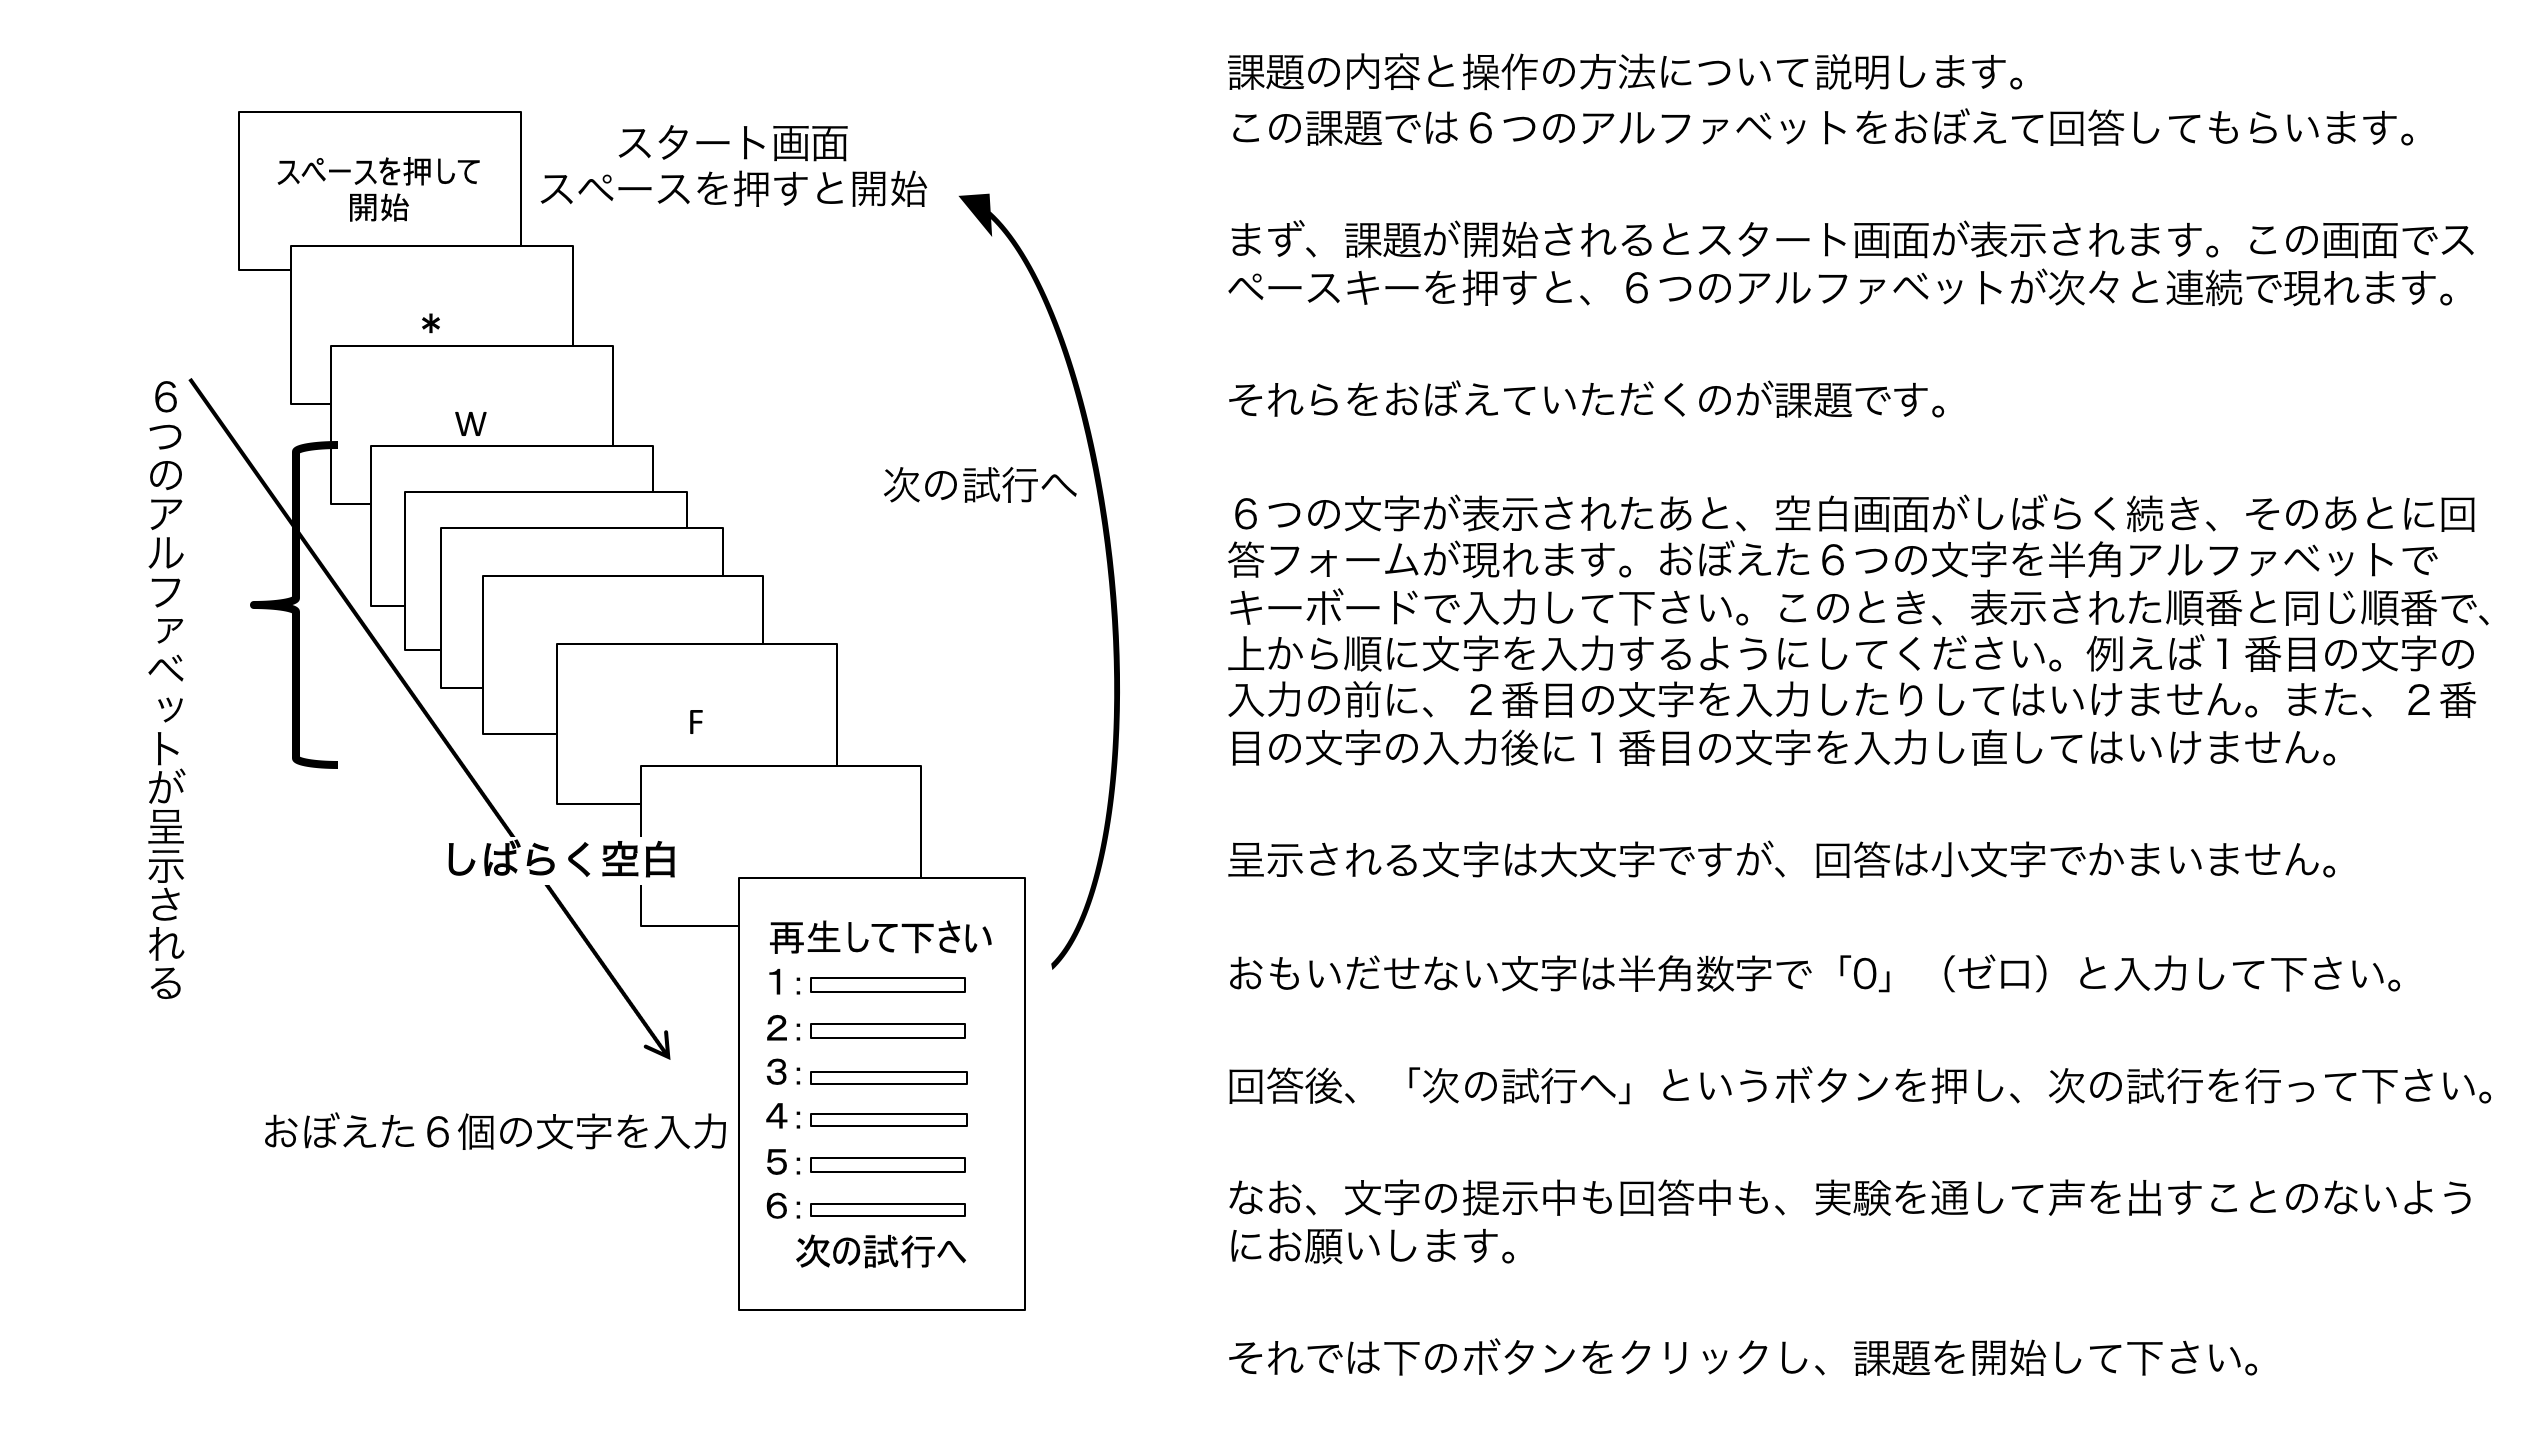 スペースを押して
開始
スタート画面
スペースを押すと開始
*
W
6つのアルファベットが呈示される
次の試行へ
F
しばらく空白
再生して下さい
1:
2:
3:
4:
5:
6:
次の試行へ
おぼえた6個の文字を入力
課題の内容と操作の方法について説明します。
この課題では6つのアルファベットをおぼえて回答してもらいます。
まず、課題が開始されるとスタート画面が表示されます。この画面でス
ペースキーを押すと、6つのアルファベットが次々と連続で現れます。
それらをおぼえていただくのが課題です。
6つの文字が表示されたあと、空白画面がしばらく続き、そのあとに回
答フォームが現れます。おぼえた6つの文字を半角アルファベットで
キーボードで入力して下さい。このとき、表示された順番と同じ順番で、
上から順に文字を入力するようにしてください。例えば1番目の文字の
入力の前に、2番目の文字を入力したりしてはいけません。また、2番
目の文字の入力後に1番目の文字を入力し直してはいけません。
呈示される文字は大文字ですが、回答は小文字でかまいません。
おもいだせない文字は半角数字で「0」（ゼロ）と入力して下さい。
回答後、「次の試行へ」というボタンを押し、次の試行を行って下さい。
なお、文字の提示中も回答中も、実験を通して声を出すことのないよう
にお願いします。
それでは下のボタンをクリックし、課題を開始して下さい。